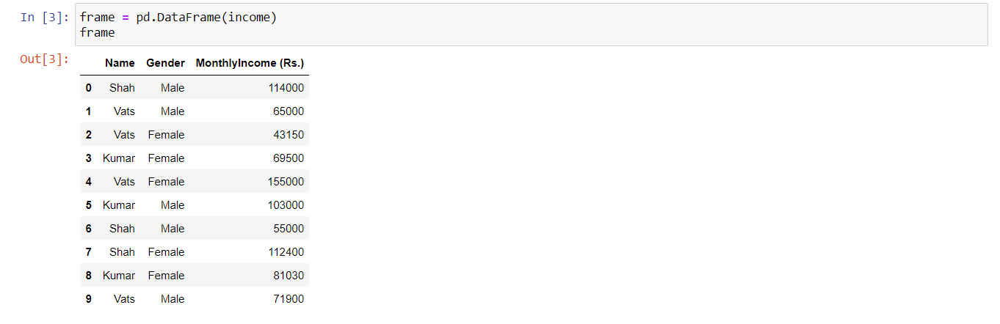 In [3]: frame = pd.DataFrame(income)
frame
Out[3]:
Name Gender MonthlyIncome (Rs.)
0 Shah Male 114000
1 Vats Male 65000
2 Vats Female 43150
3 Kumar Female 69500
4 Vats Female 155000
5 Kumar Male 103000
6 Shah Male 55000
7 Shah Female 112400
8 Kumar Female 81030
9 Vats Male 71900